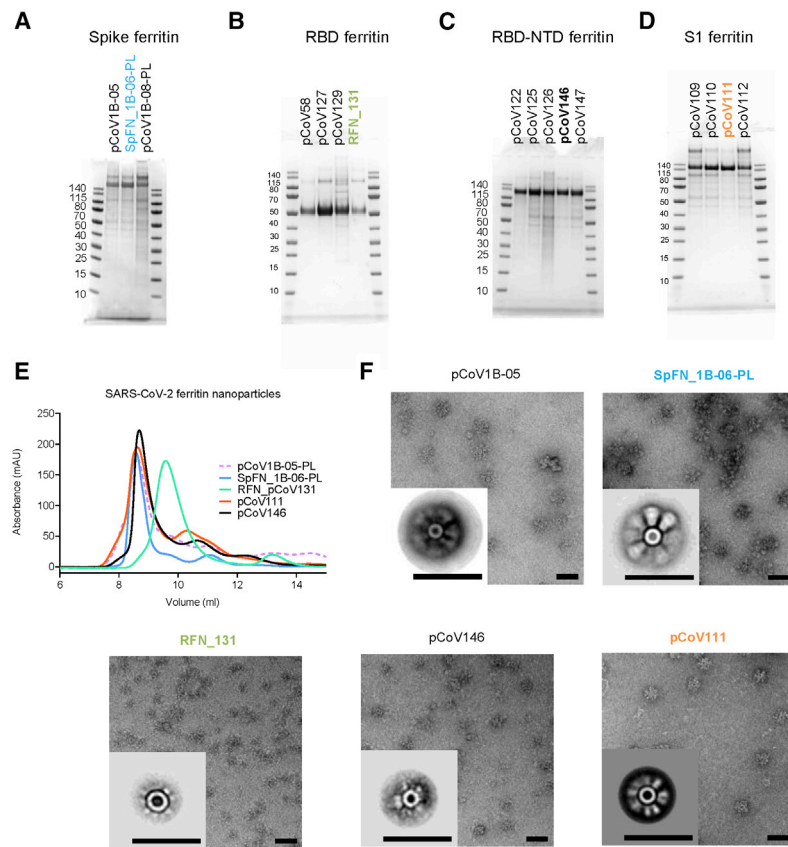 A
Spike ferritin
pCoV1B-05
SpFN_1B-06-PL
pCoV1B-08-PL
140
115
80
70
50
40
30
25
15
10
B
RBD ferritin
pCoV58
pCoV127
pCoV129
RFN_131
140
115
80
70
60
50
40
30
25
15
10
C
RBD-NTD ferritin
pCoV122
pCoV125
pCoV126
pCoV146
pCoV147
140
115
80
70
60
50
40
30
25
15
10
D
S1 ferritin
pCoV109
pCoV110
pCoV111
pCoV112
140
115
80
70
60
50
40
30
25
15
10
E
SARS-CoV-2 ferritin nanoparticles
Absorbance (mAU)
250
200
150
100
50
0
6
8
10
12
14
Volume (ml)
pCoV1B-05-PL
SpFN_1B-06-PL
RFN_pCoV131
pCoV111
pCoV146
F
pCoV1B-05
SpFN_1B-06-PL
RFN_131
pCoV146
pCoV111